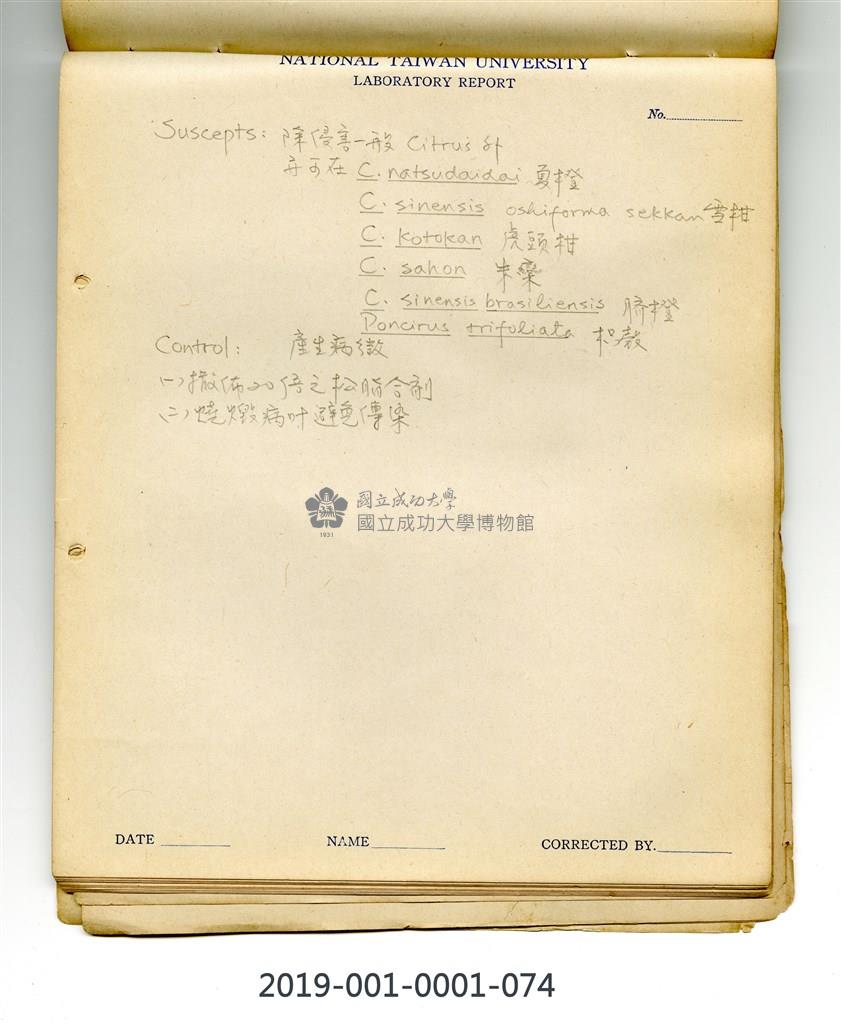 NATIONAL TAIWAN UNIVERSITY
LABORATORY REPORT
No.
Suscepts: 除侵害一般 Citrus 外
并可在 C. natsudaidai 夏橙
C. sinensis oshiforma sekkan 雪柑
C. kotokan 虎頭柑
C. sahon 朱欒
C. sinensis brasiliensis 臍橙
Poncirus trifoliata 枳殼
Control: 產生病徵
(一) 撒佈20倍之松脂合劑
(二) 燒燬病叶避免傳染
國立成功大學
國立成功大學博物館
1931
DATE
NAME
CORRECTED BY.
2019-001-0001-074